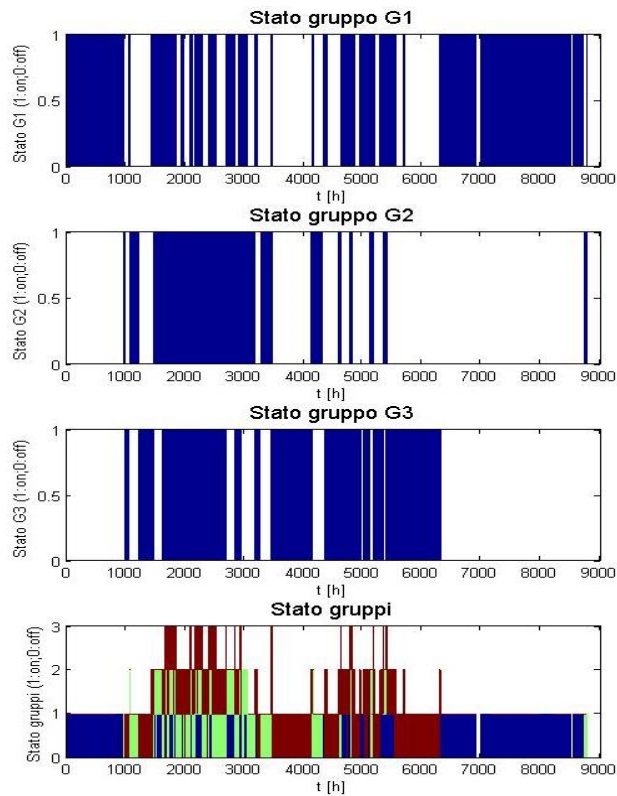 Stato gruppo G1
Stato G1 (1:on;0:off)
1
0.5
0
0 1000 2000 3000 4000 5000 6000 7000 8000 9000
t [h]
Stato gruppo G2
Stato G2 (1:on;0:off)
1
0.5
0
0 1000 2000 3000 4000 5000 6000 7000 8000 9000
t [h]
Stato gruppo G3
Stato G3 (1:on;0:off)
1
0.5
0
0 1000 2000 3000 4000 5000 6000 7000 8000 9000
t [h]
Stato gruppi
Stato gruppi (1:on;0:off)
3
2
1
0
0 1000 2000 3000 4000 5000 6000 7000 8000 9000
t [h]